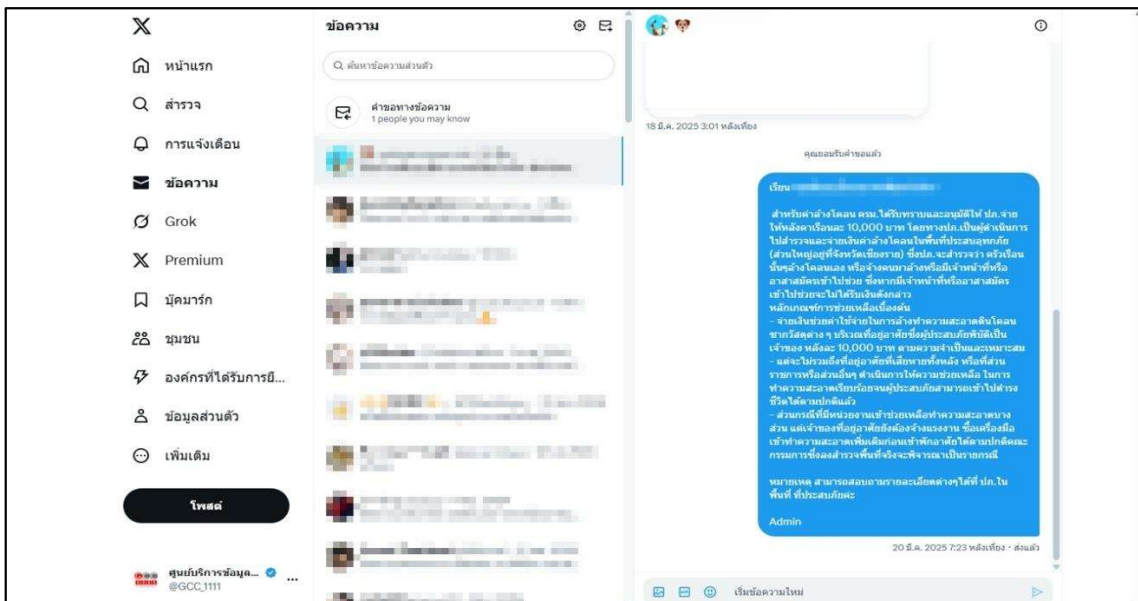 หน้าแรก
สำรวจ
การแจ้งเตือน
ข้อความ
Grok
Premium
บุ๊คมาร์ก
ชุมชน
องค์กรที่ได้รับการยื...
ข้อมูลส่วนตัว
เพิ่มเติม
โพสต์
ศูนย์บริการข้อมูล...
@GCC_1111
ข้อความ
ค้นหาข้อความส่วนตัว
คำขอทางข้อความ
1 people you may know
18 มี.ค. 2025 3:01 หลังเที่ยง
คุณยอมรับคำขอแล้ว
เรียน
สำหรับค่าล้างโคลน ครม.ได้รับทราบและอนุมัติให้ ปภ.จ่าย
ให้หลังคาเรือนละ 10,000 บาท โดยทางปภ.เป็นผู้ดำเนินการ
ไปสำรวจและจ่ายเงินค่าล้างโคลนในพื้นที่ประสบอุทกภัย
(ส่วนใหญ่อยู่ที่จังหวัดเชียงราย) ซึ่งปภ.จะสำรวจว่า ครัวเรือน
นั้นๆล้างโคลนเอง หรือจ้างคนมาล้างหรือมีเจ้าหน้าที่หรือ
อาสาสมัครเข้าไปช่วย ซึ่งหากมีเจ้าหน้าที่หรืออาสาสมัคร
เข้าไปช่วยจะไม่ได้รับเงินดังกล่าว
หลักเกณฑ์การช่วยเหลือเบื้องต้น
- จ่ายเงินช่วยค่าใช้จ่ายในการล้างทำความสะอาดดินโคลน
ซากวัสดุต่าง ๆ บริเวณที่อยู่อาศัยซึ่งผู้ประสบภัยพิบัติเป็น
เจ้าของ หลังละ 10,000 บาท ตามความจำเป็นและเหมาะสม
- แต่จะไม่รวมถึงที่อยู่อาศัยที่เสียหายทั้งหลัง หรือที่ส่วน
ราชการหรือส่วนอื่นๆ ดำเนินการให้ความช่วยเหลือ ในการ
ทำความสะอาดเรียบร้อยจนผู้ประสบภัยสามารถเข้าไปดำรง
ชีวิตได้ตามปกติแล้ว
- ส่วนกรณีที่มีหน่วยงานเข้าช่วยเหลือทำความสะอาดบาง
ส่วน แต่เจ้าของที่อยู่อาศัยยังต้องจ้างแรงงาน ซื้อเครื่องมือ
เข้าทำความสะอาดเพิ่มเติมก่อนเข้าพักอาศัยได้ตามปกติคณะ
กรรมการซึ่งลงสำรวจพื้นที่จริงจะพิจารณาเป็นรายกรณี
หมายเหตุ สามารถสอบถามรายละเอียดต่างๆได้ที่ ปภ.ใน
พื้นที่ ที่ประสบภัยค่ะ
Admin
20 มี.ค. 2025 7:23 หลังเที่ยง · ส่งแล้ว
เริ่มข้อความใหม่